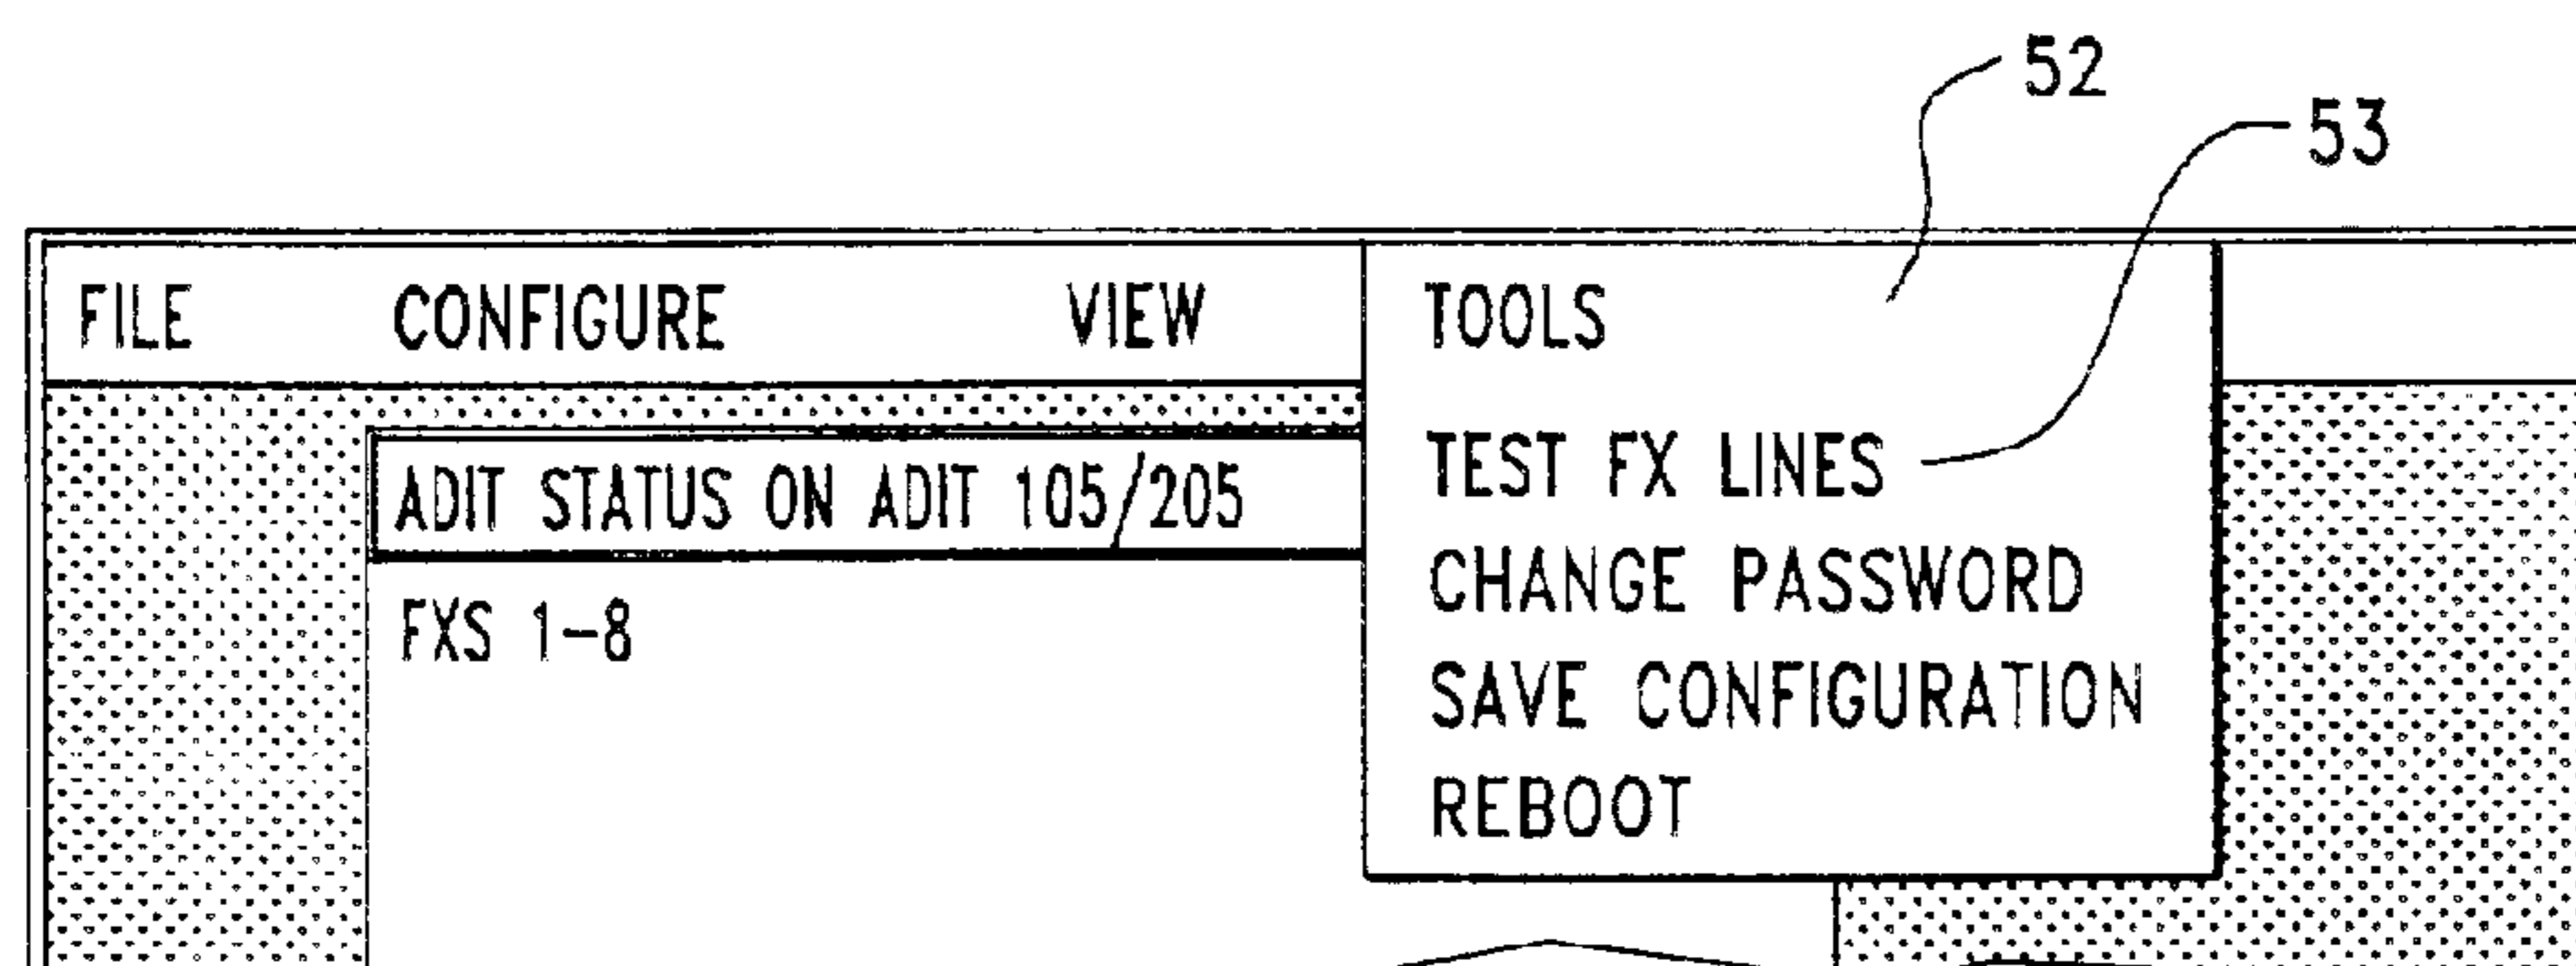 52
53
FILE CONFIGURE VIEW TOOLS
TEST FX LINES
ADIT STATUS ON ADIT 105/205
CHANGE PASSWORD
FXS 1-8
SAVE CONFIGURATION
REBOOT